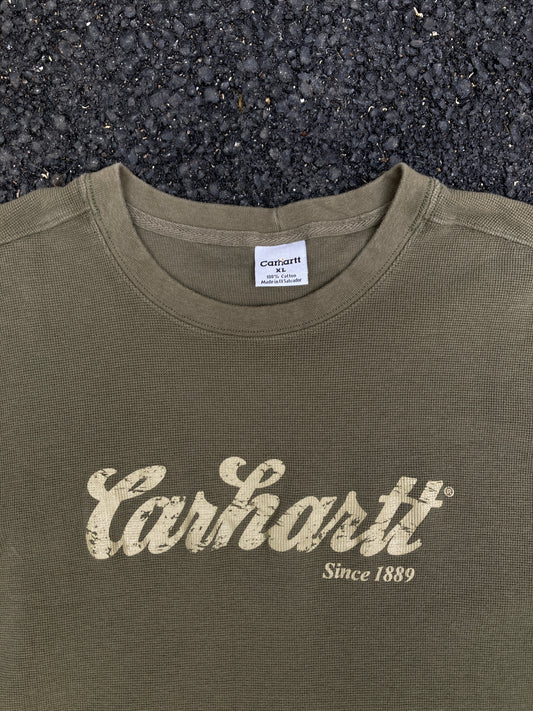 Carhartt
XL
100% Cotton
Made in El Salvador
Carhartt®
Since 1889